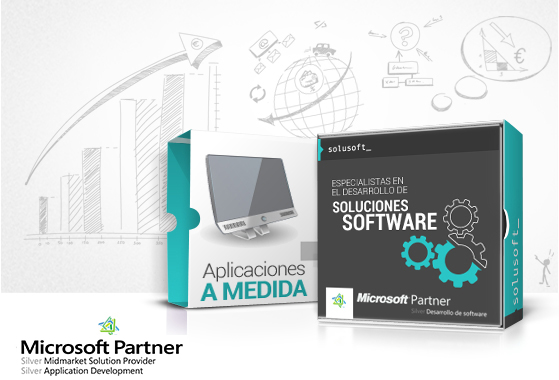 solusoft_
ESPECIALISTAS EN
EL DESARROLLO DE
SOLUCIONES
SOFTWARE
Aplicaciones
A MEDIDA
Microsoft Partner
Silver Desarrollo de software
solusoft_
Microsoft Partner
Silver Midmarket Solution Provider
Silver Application Development